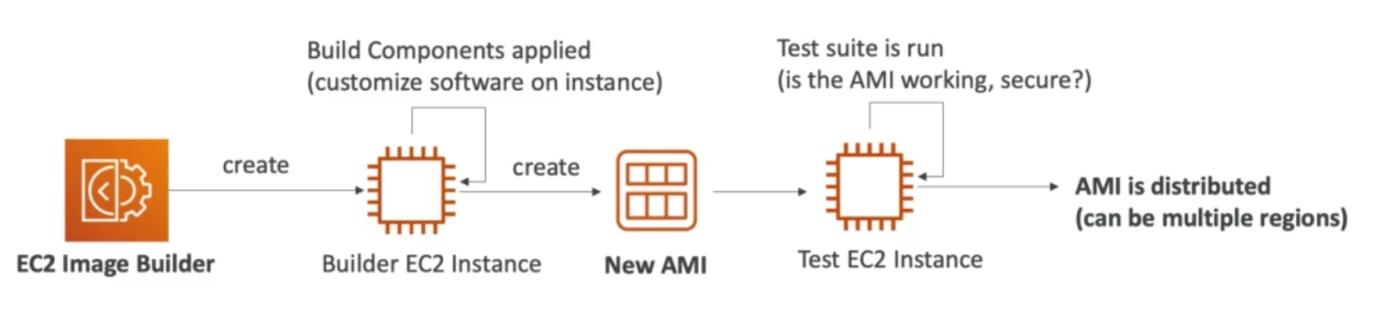 Build Components applied
(customize software on instance)
Test suite is run
(is the AMI working, secure?)
create
create
AMI is distributed
(can be multiple regions)
EC2 Image Builder
Builder EC2 Instance
New AMI
Test EC2 Instance